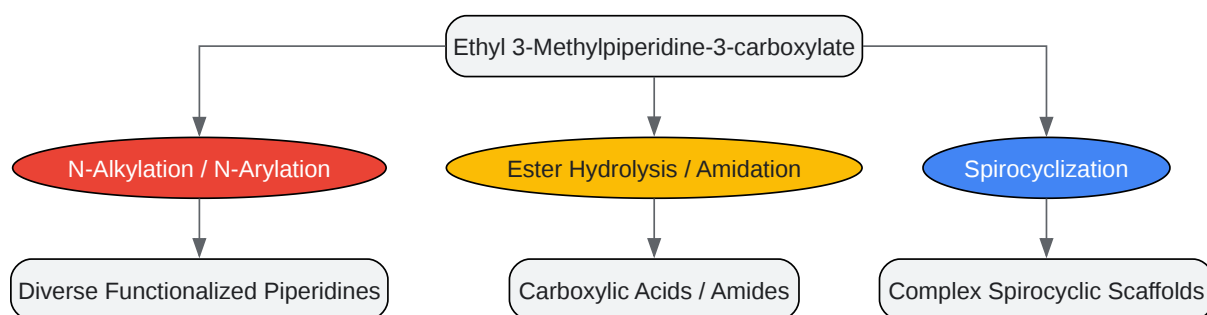 Ethyl 3-Methylpiperidine-3-carboxylate
N-Alkylation / N-Arylation
Ester Hydrolysis / Amidation
Spirocyclization
Diverse Functionalized Piperidines
Carboxylic Acids / Amides
Complex Spirocyclic Scaffolds